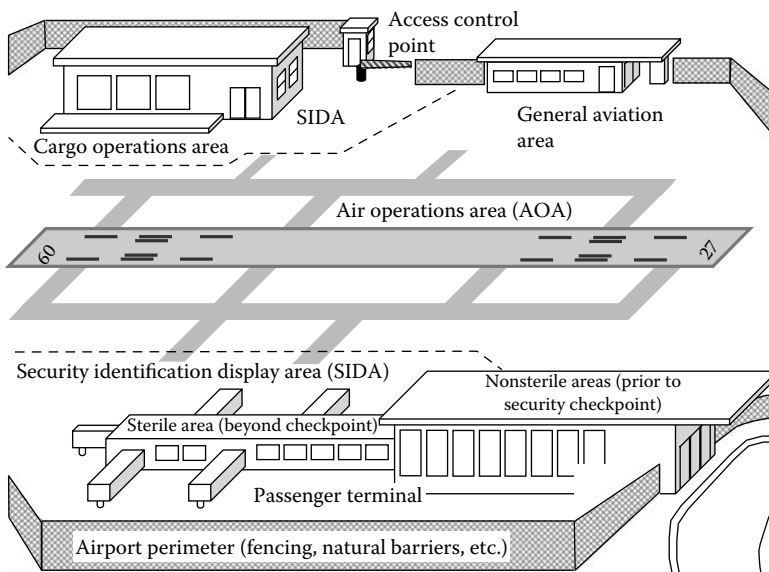 Access control
point
SIDA
General aviation
area
Cargo operations area
Air operations area (AOA)
60
27
Security identification display area (SIDA)
Nonsterile areas (prior to
security checkpoint)
Sterile area (beyond checkpoint)
Passenger terminal
Airport perimeter (fencing, natural barriers, etc.)